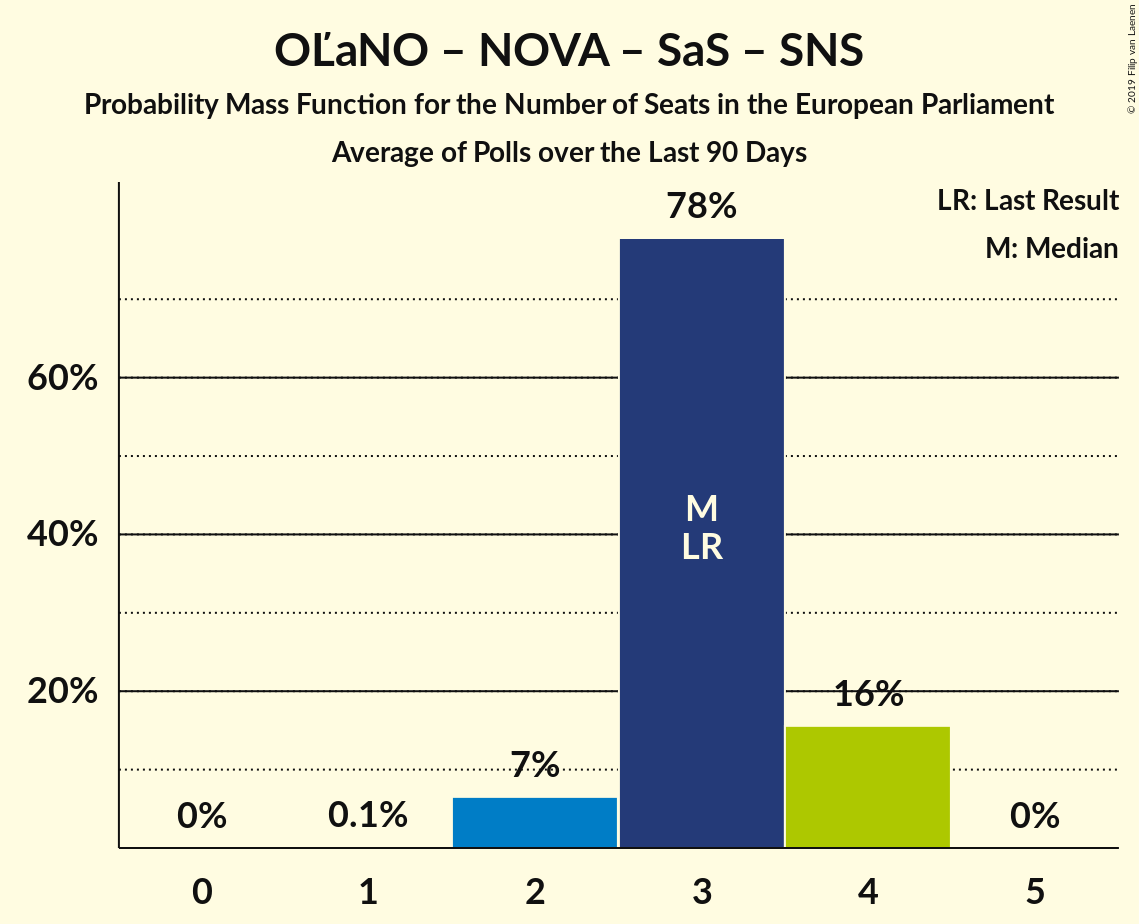 OĽaNO – NOVA – SaS – SNS
Probability Mass Function for the Number of Seats in the European Parliament
Average of Polls over the Last 90 Days
© 2019 Filip van Laenen
LR: Last Result
M: Median
78%
60%
M
40%
LR
20%
16%
7%
0%
0.1%
0%
0
1
2
3
4
5